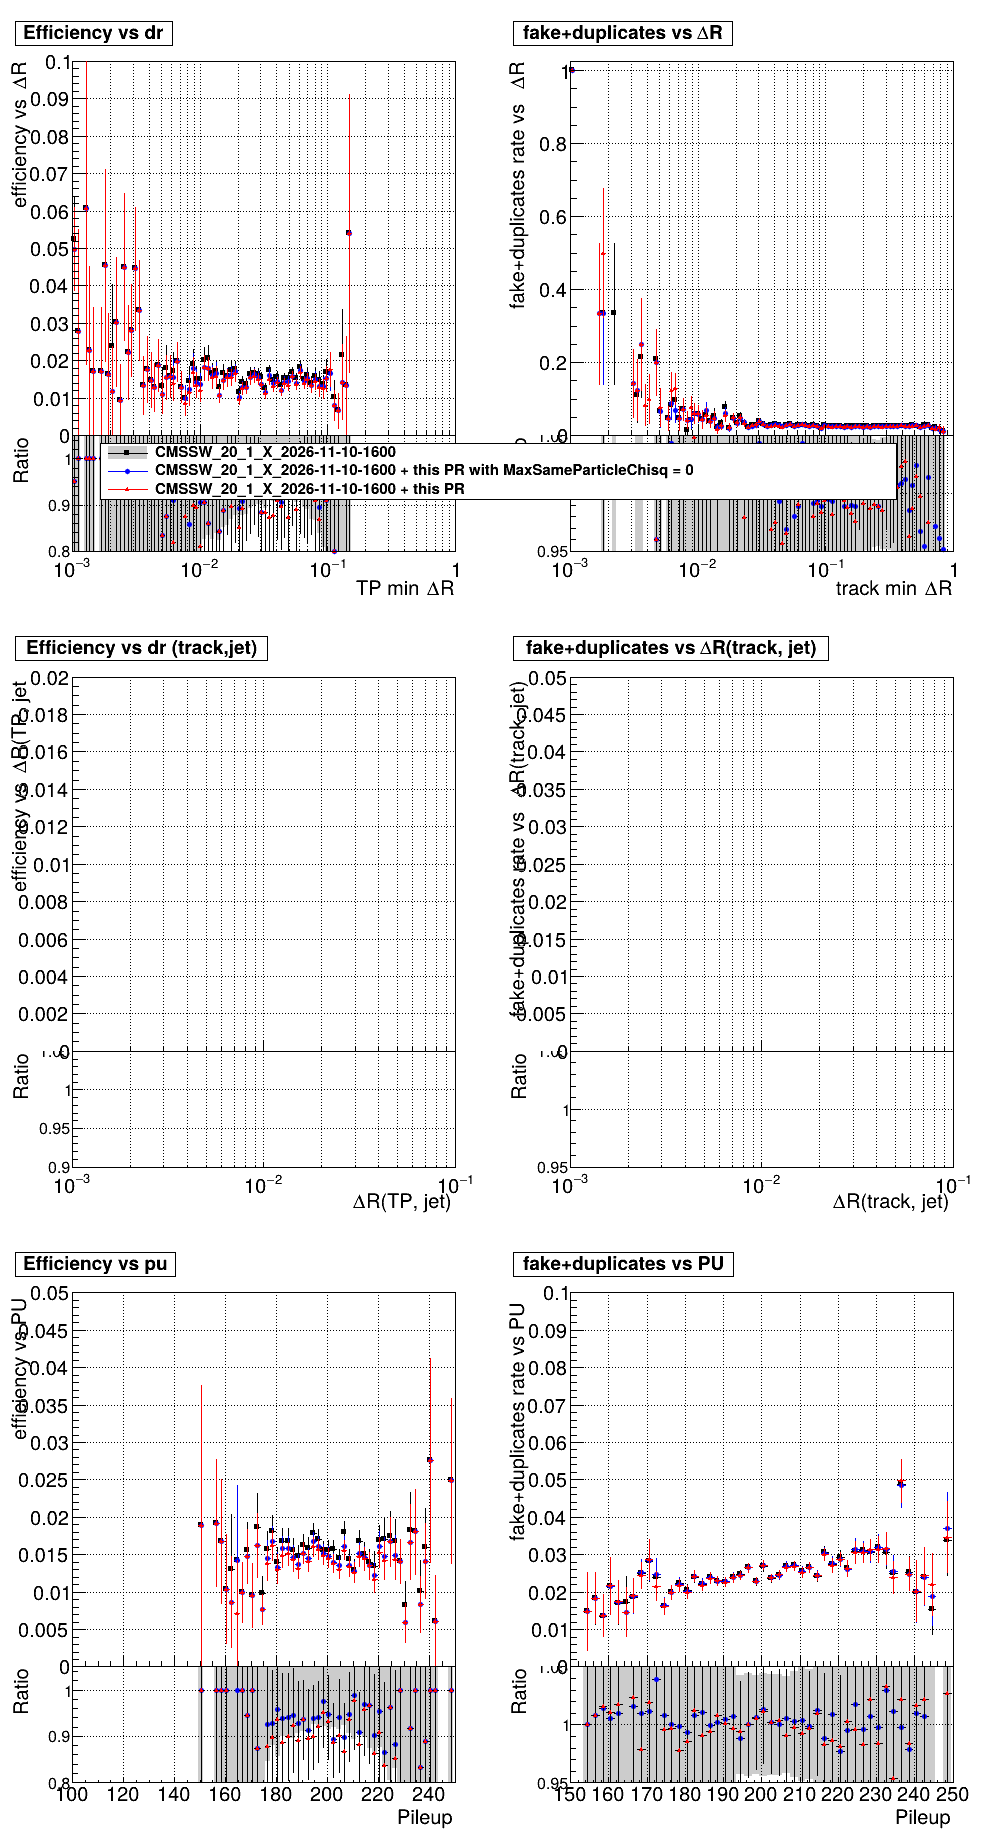 Efficiency vs dr
efficiency vs ΔR
0.1
0.09
0.08
0.07
0.06
0.05
0.04
0.03
0.02
0.01
0
Ratio
1
0.9
0.8
10⁻³ 10⁻² 10⁻¹ 1
TP min ΔR
fake+duplicates vs ΔR
fake+duplicates rate vs ΔR
1
0.8
0.6
0.4
0.2
0.95
10⁻³ 10⁻² 10⁻¹ 1
track min ΔR
CMSSW_20_1_X_2026-11-10-1600
CMSSW_20_1_X_2026-11-10-1600 + this PR with MaxSameParticleChisq = 0
CMSSW_20_1_X_2026-11-10-1600 + this PR
Efficiency vs dr (track,jet)
efficiency vs ΔR(TP, jet
0.02
0.018
0.016
0.014
0.012
0.01
0.008
0.006
0.004
0.002
0
Ratio
1
0.95
0.9
10⁻³ 10⁻² 10⁻¹
ΔR(TP, jet)
fake+duplicates vs ΔR(track, jet)
fake+duplicates rate vs ΔR(track, jet)
0.05
0.045
0.04
0.035
0.03
0.025
0.02
0.015
0.01
0.005
0
Ratio
1
0.95
10⁻³ 10⁻² 10⁻¹
ΔR(track, jet)
Efficiency vs pu
efficiency vs PU
0.05
0.045
0.04
0.035
0.03
0.025
0.02
0.015
0.01
0.005
0
Ratio
1
0.9
0.8
100 120 140 160 180 200 220 240
Pileup
fake+duplicates vs PU
fake+duplicates rate vs PU
0.1
0.09
0.08
0.07
0.06
0.05
0.04
0.03
0.02
0.01
0
Ratio
1
0.95
150 160 170 180 190 200 210 220 230 240 250
Pileup